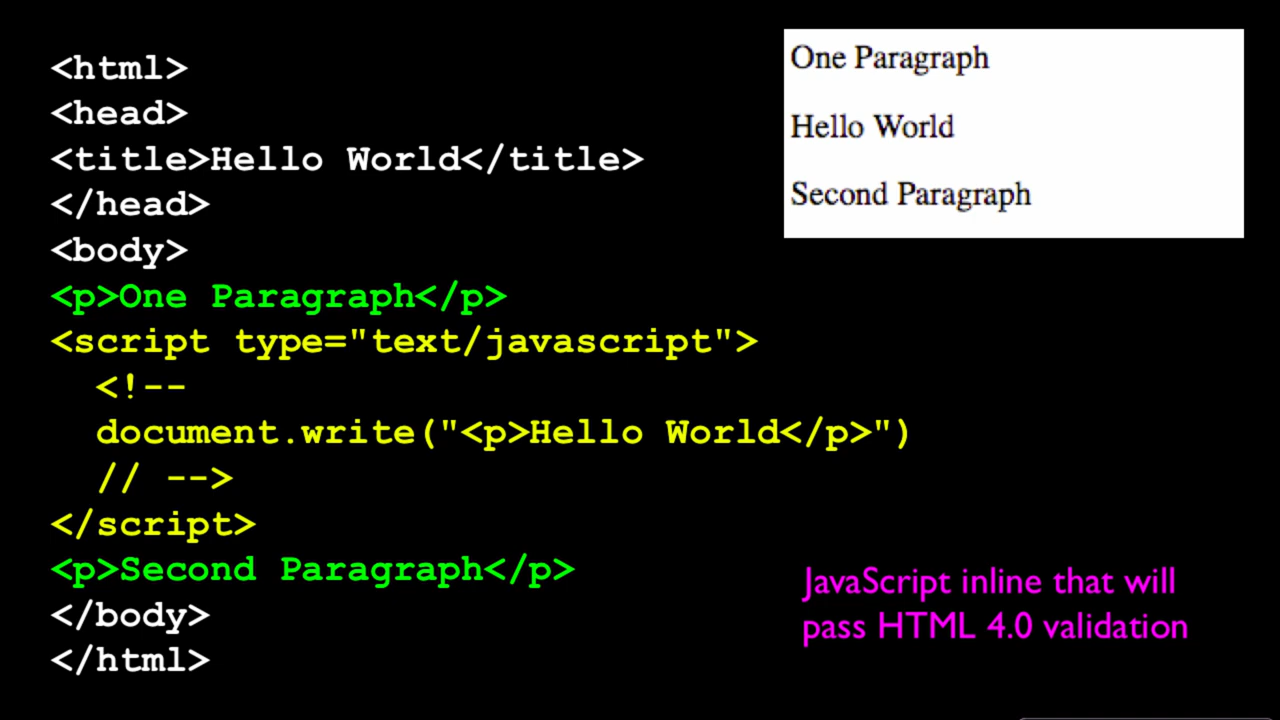 <html>
<head>
<title>Hello World</title>
</head>
<body>
<p>One Paragraph</p>
<script type="text/javascript">
  <!--
  document.write("<p>Hello World</p>")
  // -->
</script>
<p>Second Paragraph</p>
</body>
</html>
One Paragraph
Hello World
Second Paragraph
JavaScript inline that will
pass HTML 4.0 validation